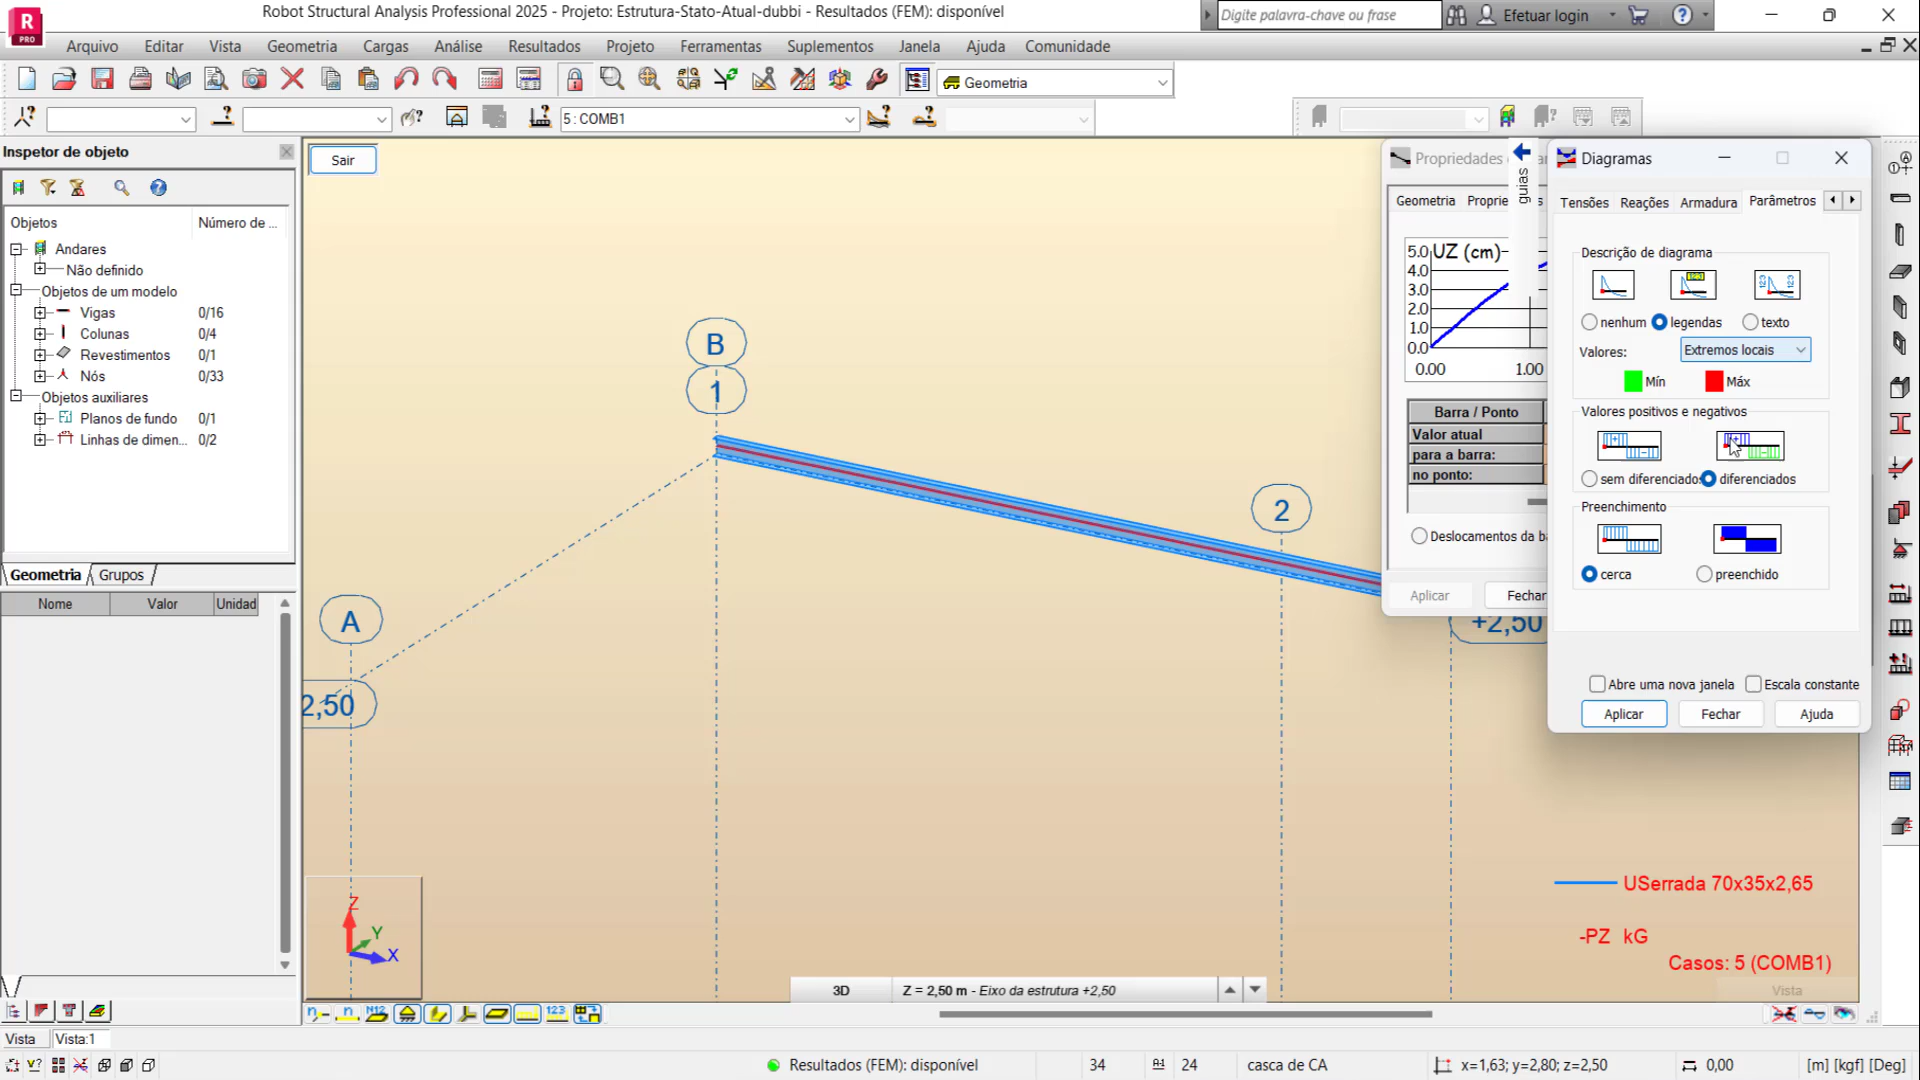 Robot Structural Analysis Professional 2025 - Projeto: Estrutura-Stato-Atual-dubbi - Resultados (FEM): disponível
Digite palavra-chave ou frase
Efetuar login
R
PRO
Arquivo Editar Vista Geometria Cargas Análise Resultados Projeto Ferramentas Suplementos Janela Ajuda Comunidade
Geometria
5 : COMB1
Inspetor de objeto
Sair
Objetos Número de ...
Andares
Não definido
Objetos de um modelo
Vigas 0/16
Colunas 0/4
Revestimentos 0/1
Nós 0/33
Objetos auxiliares
Planos de fundo 0/1
Linhas de dimen... 0/2
Geometria Grupos
Nome Valor Unidad
B
1
2
A
2,50
+2,50
Propriedades
guias
Geometria Proprie
5.0 UZ (cm)
4.0
3.0
2.0
1.0
0.0
0.00 1.00
Barra / Ponto
Valor atual
para a barra:
no ponto:
Deslocamentos da ba
Aplicar Fechar
Diagramas
Tensões Reações Armadura Parâmetros
Descrição de diagrama
nenhum legendas texto
Valores: Extremos locais
Mín Máx
Valores positivos e negativos
sem diferenciado diferenciados
Preenchimento
cerca preenchido
Abre uma nova janela Escala constante
Aplicar Fechar Ajuda
USerrada 70x35x2,65
-PZ kG
Casos: 5 (COMB1)
Vista
Z
Y
X
3D Z = 2,50 m - Eixo da estrutura +2,50
Vista Vista:1
Resultados (FEM): disponível 34 24 casca de CA x=1,63; y=2,80; z=2,50 0,00 [m] [kgf] [Deg]